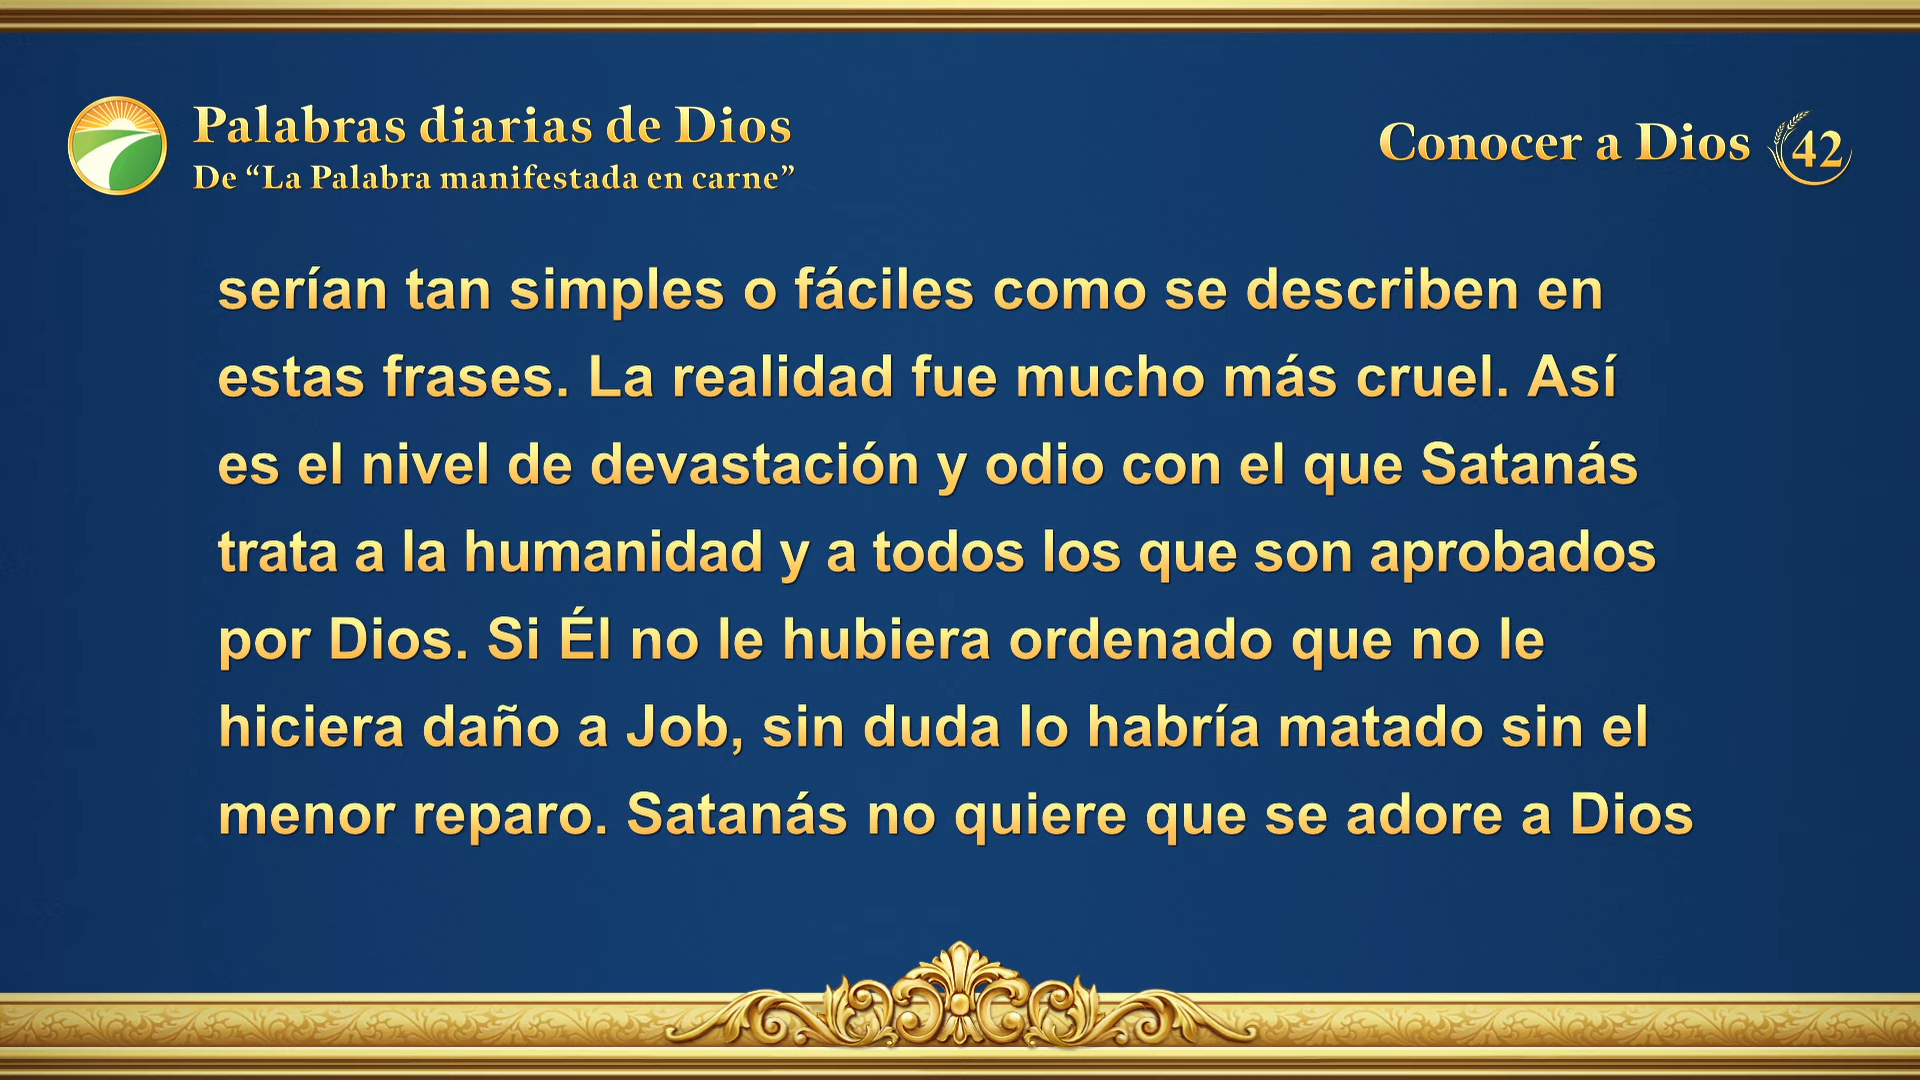 Palabras diarias de Dios
De “La Palabra manifestada en carne”
Conocer a Dios 42
serían tan simples o fáciles como se describen en
estas frases. La realidad fue mucho más cruel. Así
es el nivel de devastación y odio con el que Satanás
trata a la humanidad y a todos los que son aprobados
por Dios. Si Él no le hubiera ordenado que no le
hiciera daño a Job, sin duda lo habría matado sin el
menor reparo. Satanás no quiere que se adore a Dios